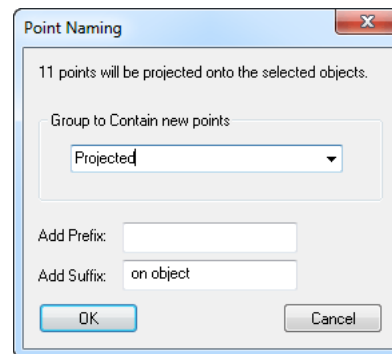 Point Naming
11 points will be projected onto the selected objects.
Group to Contain new points
Projected
Add Prefix:
Add Suffix: on object
OK Cancel